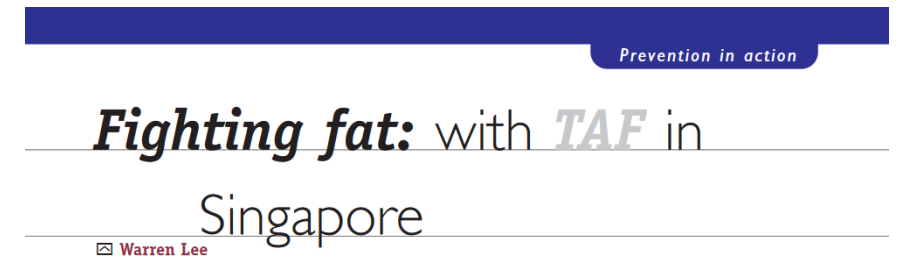 Prevention in action
Fighting fat: with TAF in
Singapore
Warren Lee